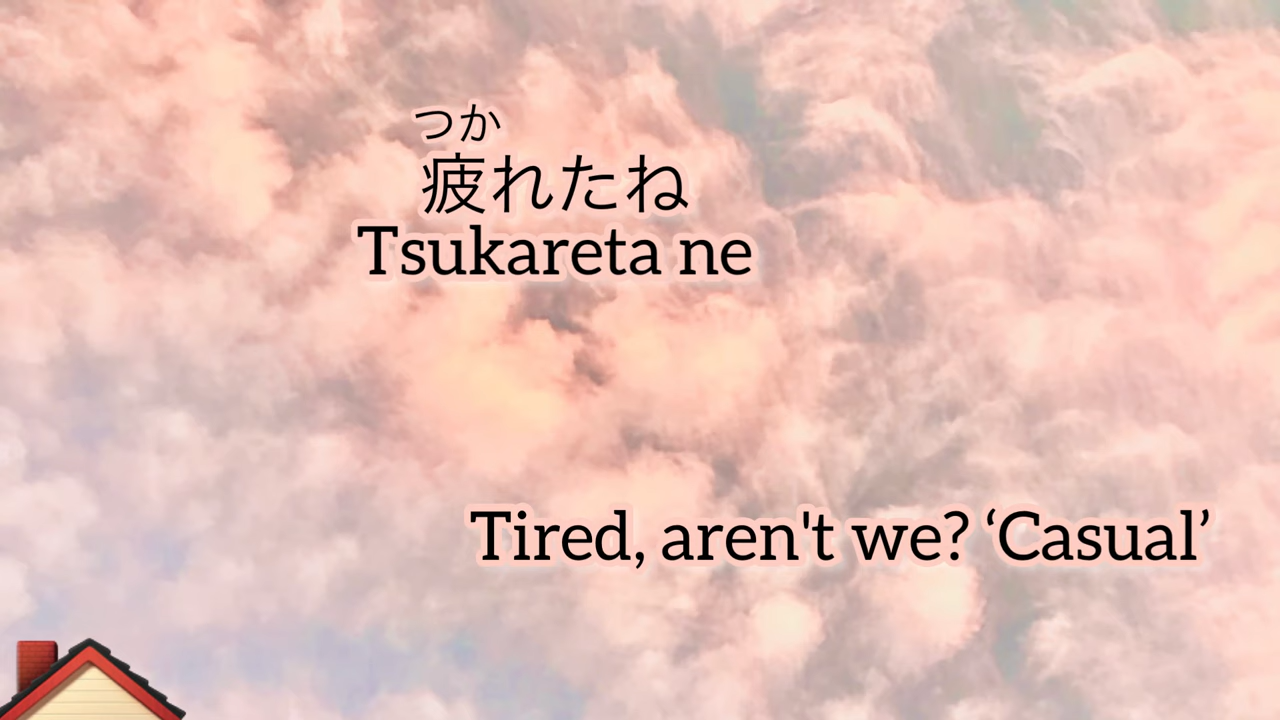 つか
疲れたね
Tsukareta ne
Tired, aren't we? ‘Casual’